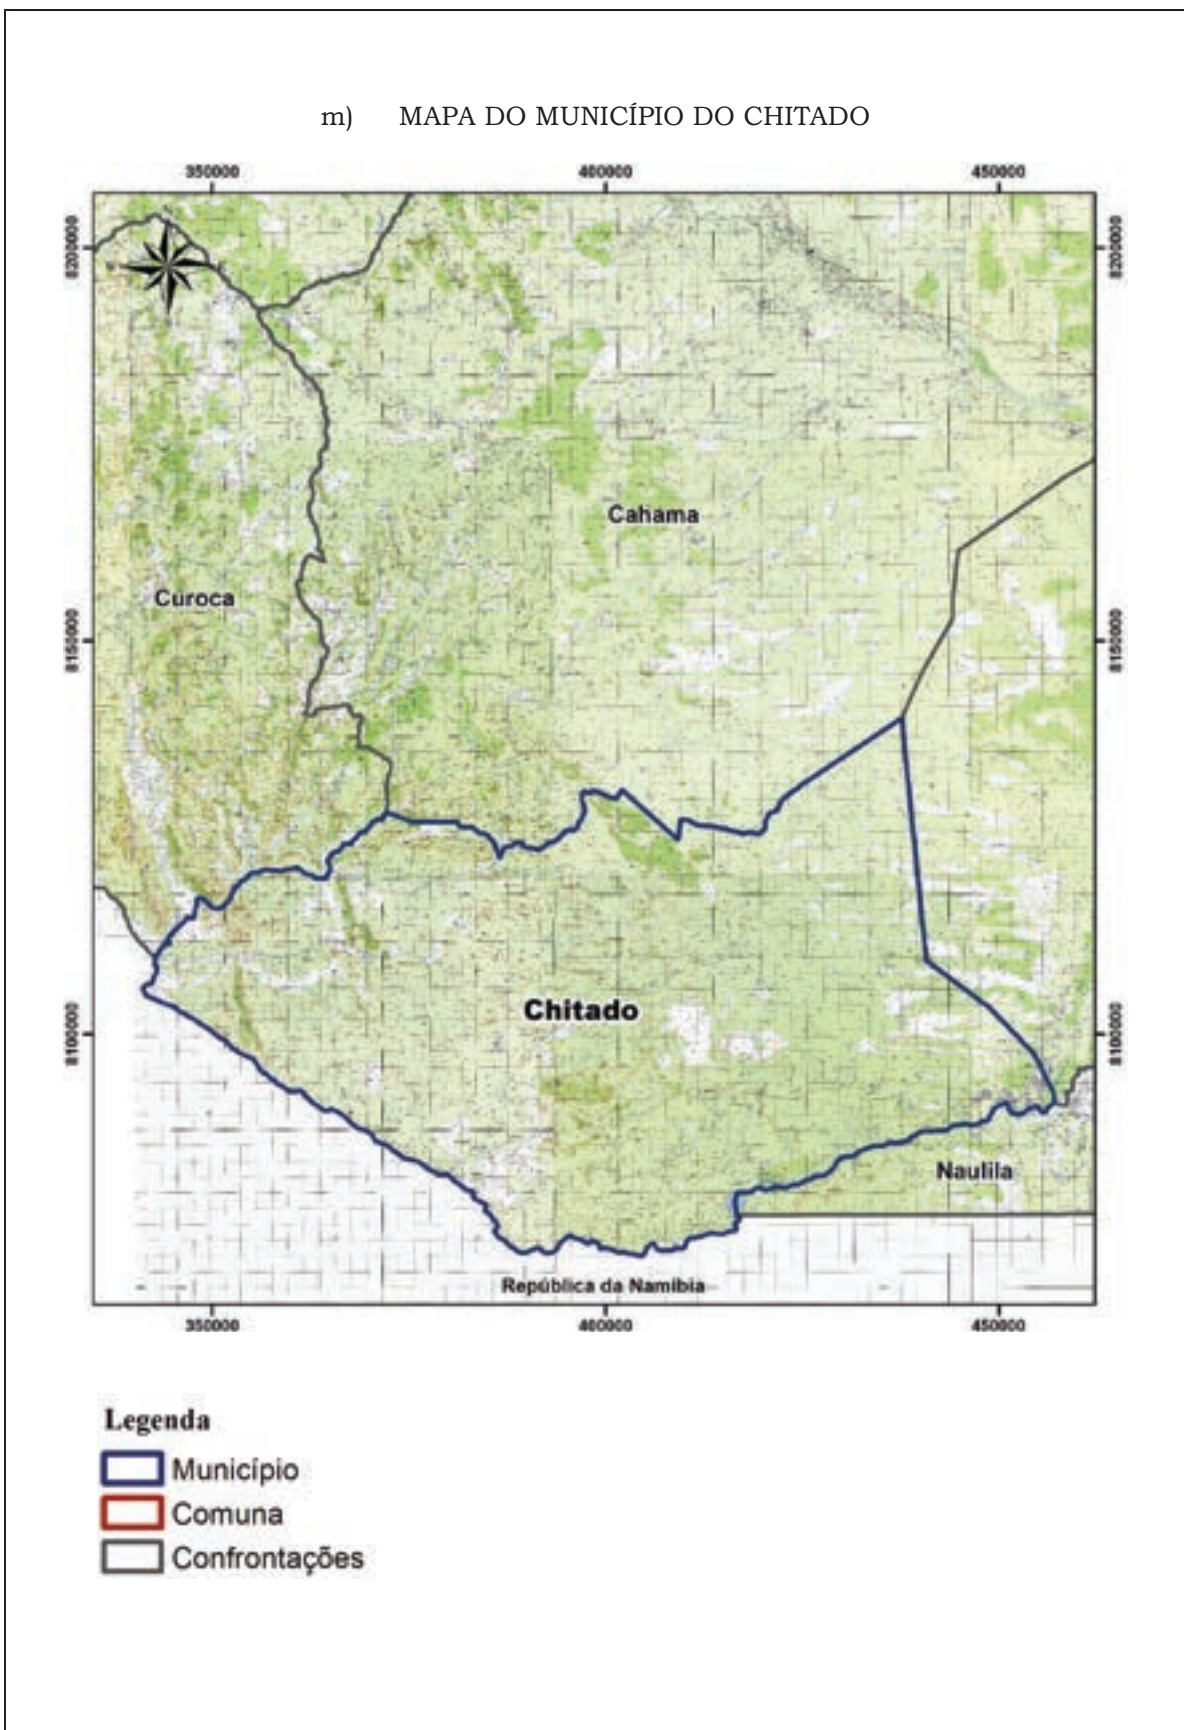 m) MAPA DO MUNICÍPIO DO CHITADO
350000 400000 450000
8200000 8200000
Cahama
Curoca
8150000 8150000
Chitado
8100000 8100000
Naulila
República da Namíbia
350000 400000 450000
Legenda
Município
Comuna
Confrontações